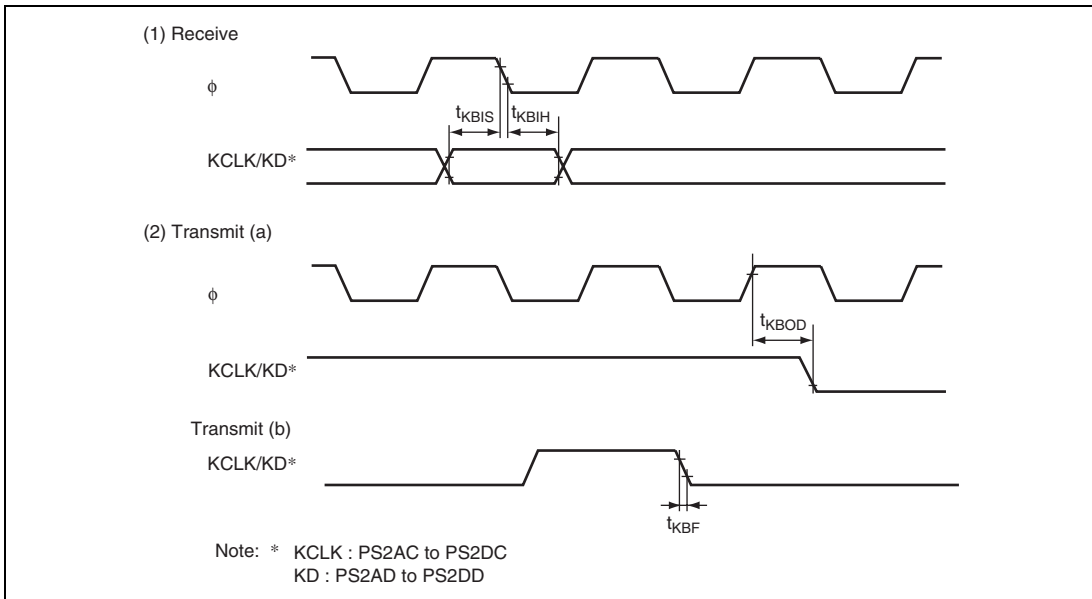 (1) Receive
ϕ
tKBIS
tKBIH
KCLK/KD*
(2) Transmit (a)
ϕ
tKBOD
KCLK/KD*
Transmit (b)
KCLK/KD*
tKBF
Note: * KCLK : PS2AC to PS2DC
KD : PS2AD to PS2DD